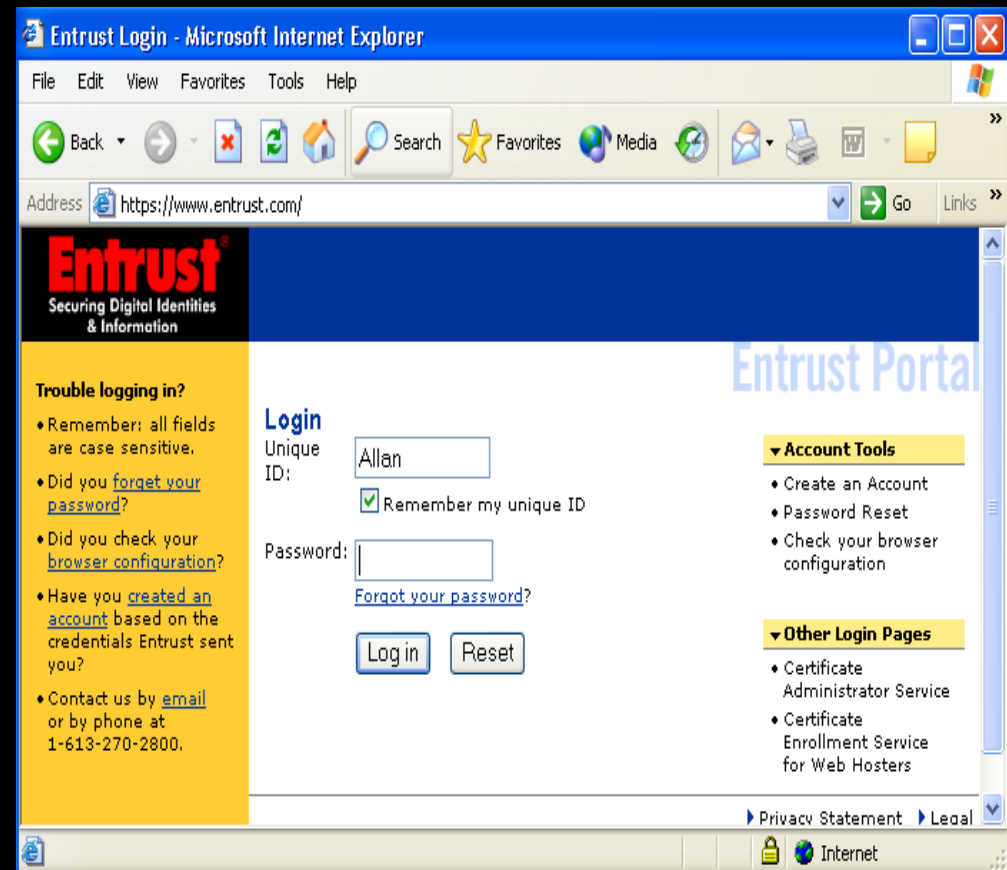 Entrust Login - Microsoft Internet Explorer
File Edit View Favorites Tools Help
Back Search Favorites Media »
Address https://www.entrust.com/ Go Links »
Entrust®
Securing Digital Identities
& Information
Entrust Portal
Trouble logging in?
• Remember: all fields
are case sensitive.
• Did you forget your
password?
• Did you check your
browser configuration?
• Have you created an
account based on the
credentials Entrust sent
you?
• Contact us by email
or by phone at
1-613-270-2800.
Login
Unique
ID:
Allan
Remember my unique ID
Password:
Forgot your password?
Log in Reset
Account Tools
• Create an Account
• Password Reset
• Check your browser
configuration
Other Login Pages
• Certificate
Administrator Service
• Certificate
Enrollment Service
for Web Hosters
Privacy Statement Legal
Internet